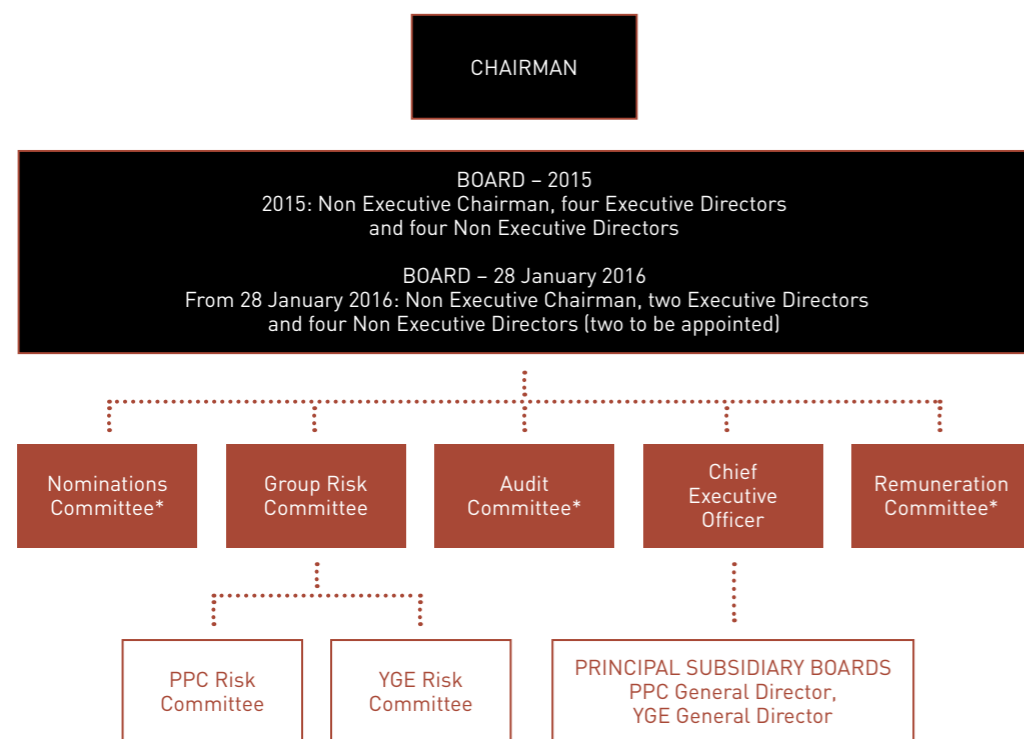 CHAIRMAN
BOARD – 2015
2015: Non Executive Chairman, four Executive Directors
and four Non Executive Directors
BOARD – 28 January 2016
From 28 January 2016: Non Executive Chairman, two Executive Directors
and four Non Executive Directors (two to be appointed)
Nominations
Committee*
Group Risk
Committee
Audit
Committee*
Chief
Executive
Officer
Remuneration
Committee*
PPC Risk
Committee
YGE Risk
Committee
PRINCIPAL SUBSIDIARY BOARDS
PPC General Director,
YGE General Director